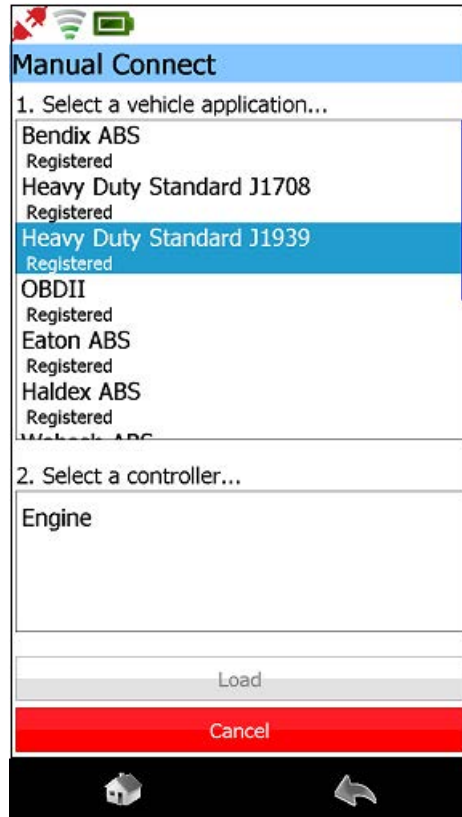 Manual Connect
1. Select a vehicle application...
Bendix ABS
Registered
Heavy Duty Standard J1708
Registered
Heavy Duty Standard J1939
Registered
OBDII
Registered
Eaton ABS
Registered
Haldex ABS
Registered
ABS
2. Select a controller...
Engine
Load
Cancel